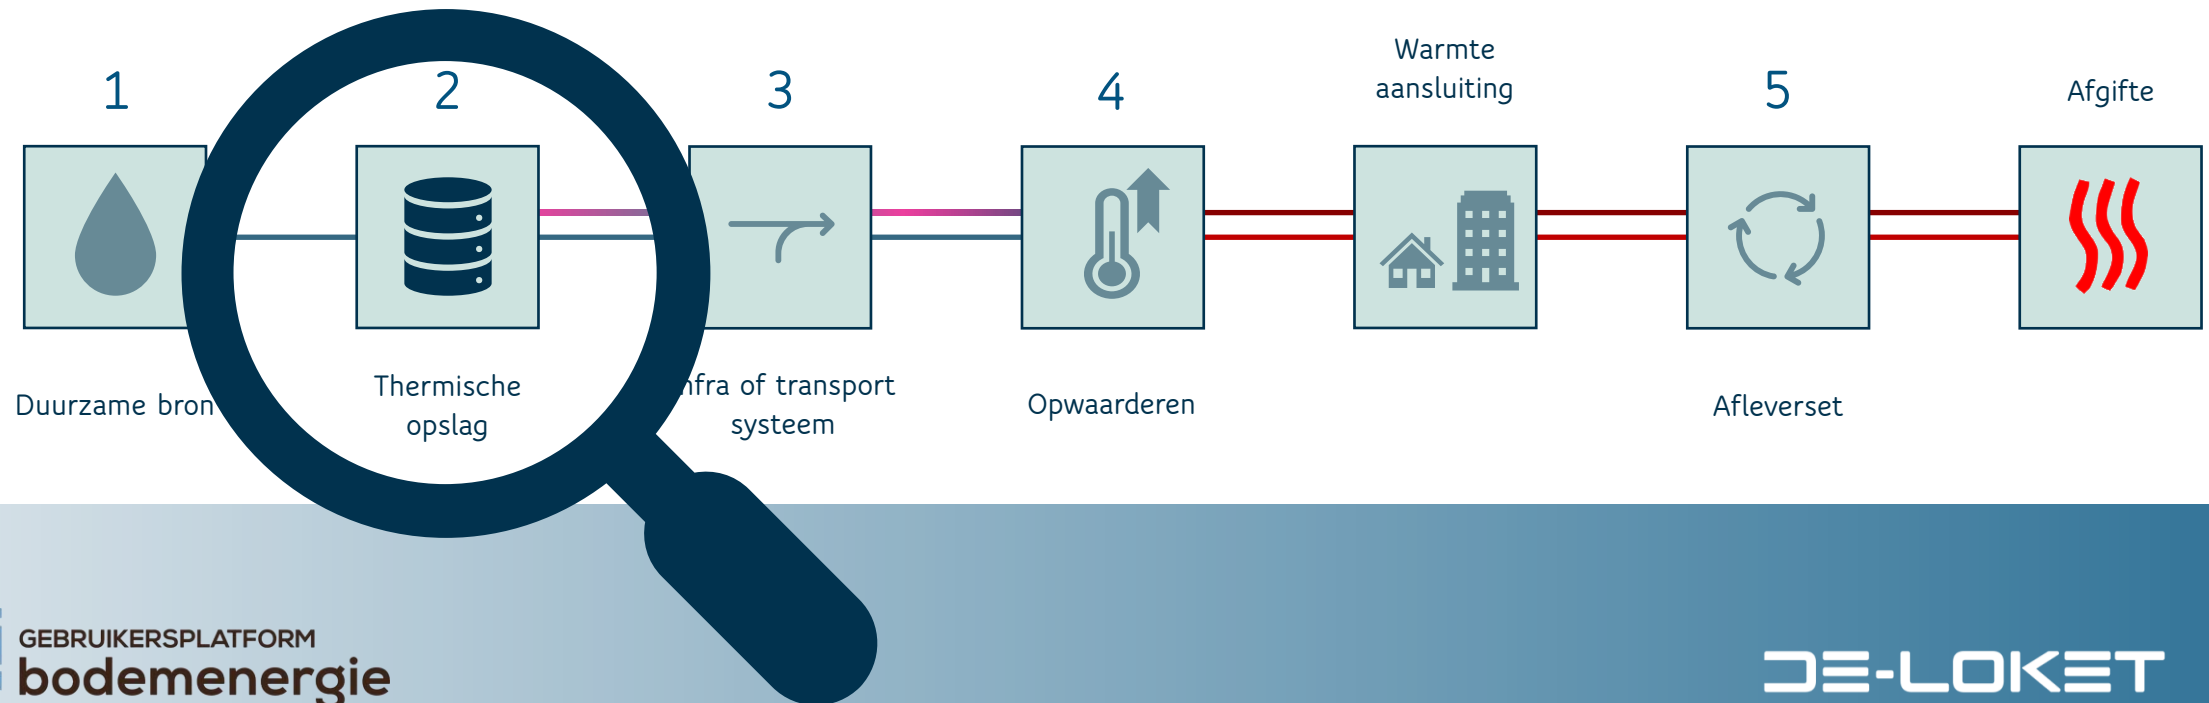 1
2
3
4
Warmte
aansluiting
5
Afgifte
Duurzame bron
Thermische
opslag
nfra of transport
systeem
Opwaarderen
Afleverset
GEBRUIKERSPLATFORM
bodemenergie
DE-LOKET